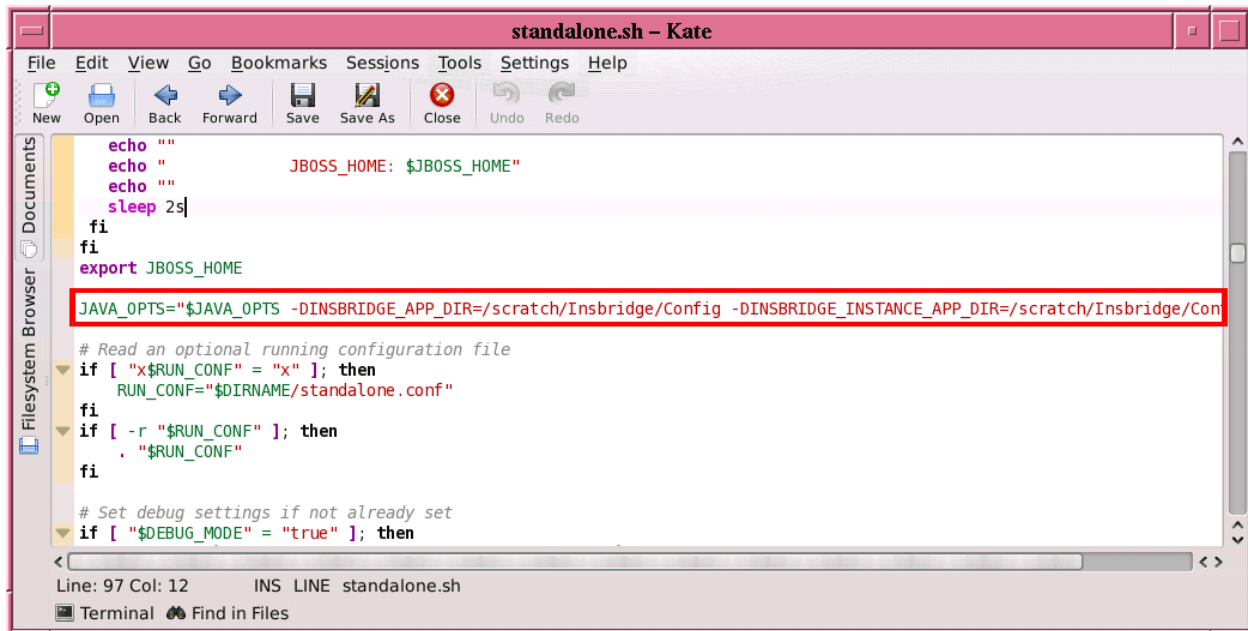 standalone.sh – Kate
File Edit View Go Bookmarks Sessions Tools Settings Help
New Open Back Forward Save Save As Close Undo Redo
Documents
Filesystem Browser
echo ""
echo " JBOSS_HOME: $JBOSS_HOME"
echo ""
sleep 2s
fi
fi
export JBOSS_HOME
JAVA_OPTS="$JAVA_OPTS -DINSBRIDGE_APP_DIR=/scratch/Insbridge/Config -DINSBRIDGE_INSTANCE_APP_DIR=/scratch/Insbridge/Con
# Read an optional running configuration file
if [ "x$RUN_CONF" = "x" ]; then
RUN_CONF="$DIRNAME/standalone.conf"
fi
if [ -r "$RUN_CONF" ]; then
. "$RUN_CONF"
fi
# Set debug settings if not already set
if [ "$DEBUG_MODE" = "true" ]; then
Line: 97 Col: 12 INS LINE standalone.sh
Terminal Find in Files